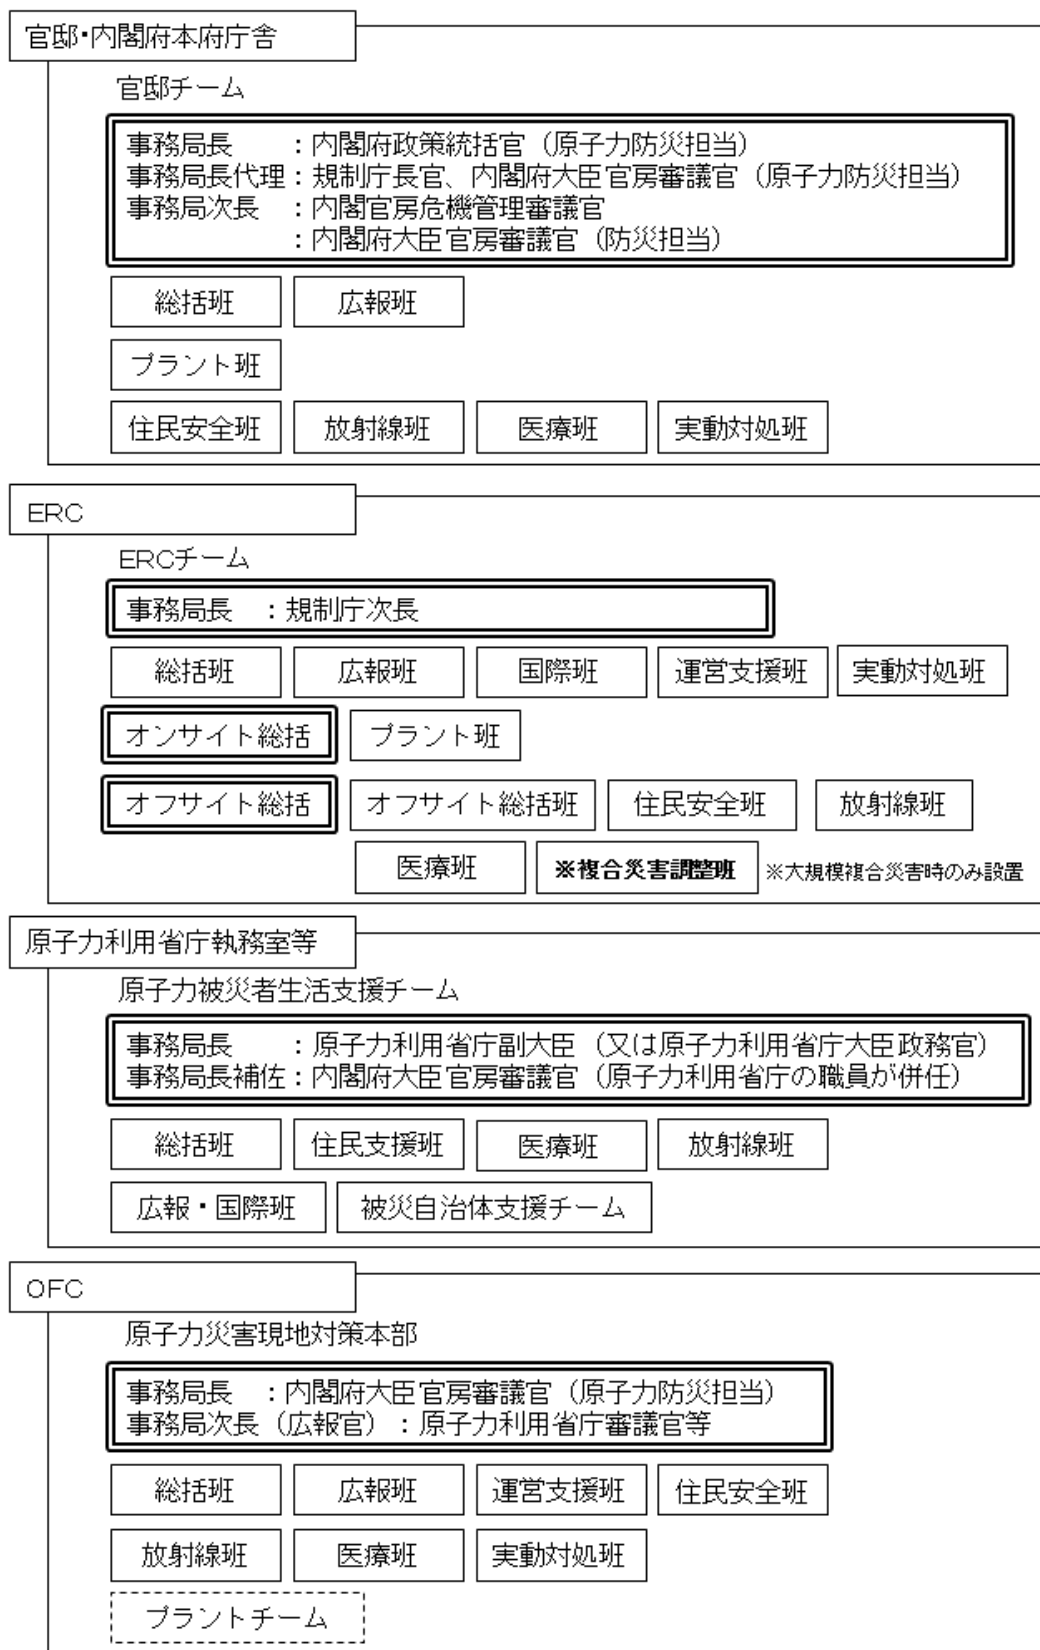 官邸・内閣府本府庁舎
官邸チーム
事務局長　　：内閣府政策統括官（原子力防災担当）
事務局長代理：規制庁長官、内閣府大臣官房審議官（原子力防災担当）
事務局次長　：内閣官房危機管理審議官
：内閣府大臣官房審議官（防災担当）
総括班　広報班
プラント班
住民安全班　放射線班　医療班　実動対処班
ERC
ERCチーム
事務局長　：規制庁次長
総括班　広報班　国際班　運営支援班　実動対処班
オンサイト総括　プラント班
オフサイト総括　オフサイト総括班　住民安全班　放射線班
医療班　※複合災害調整班　※大規模複合災害時のみ設置
原子力利用省庁執務室等
原子力被災者生活支援チーム
事務局長　　：原子力利用省庁副大臣（又は原子力利用省庁大臣政務官）
事務局長補佐：内閣府大臣官房審議官（原子力利用省庁の職員が併任）
総括班　住民支援班　医療班　放射線班
広報・国際班　被災自治体支援チーム
OFC
原子力災害現地対策本部
事務局長　：内閣府大臣官房審議官（原子力防災担当）
事務局次長（広報官）：原子力利用省庁審議官等
総括班　広報班　運営支援班　住民安全班
放射線班　医療班　実動対処班
プラントチーム